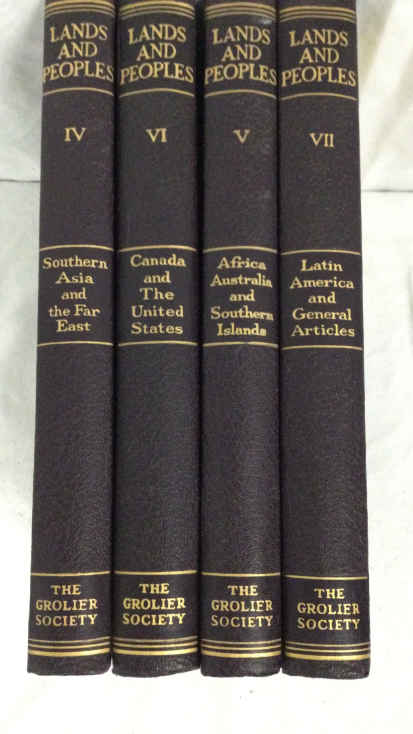 LANDS
AND
PEOPLES
IV
Southern
Asia
and
the Far
East
THE
GROLIER
SOCIETY
LANDS
AND
PEOPLES
VI
Canada
and
The
United
States
THE
GROLIER
SOCIETY
LANDS
AND
PEOPLES
V
Africa
Australia
and
Southern
Islands
THE
GROLIER
SOCIETY
LANDS
AND
PEOPLES
VII
Latin
America
and
General
Articles
THE
GROLIER
SOCIETY